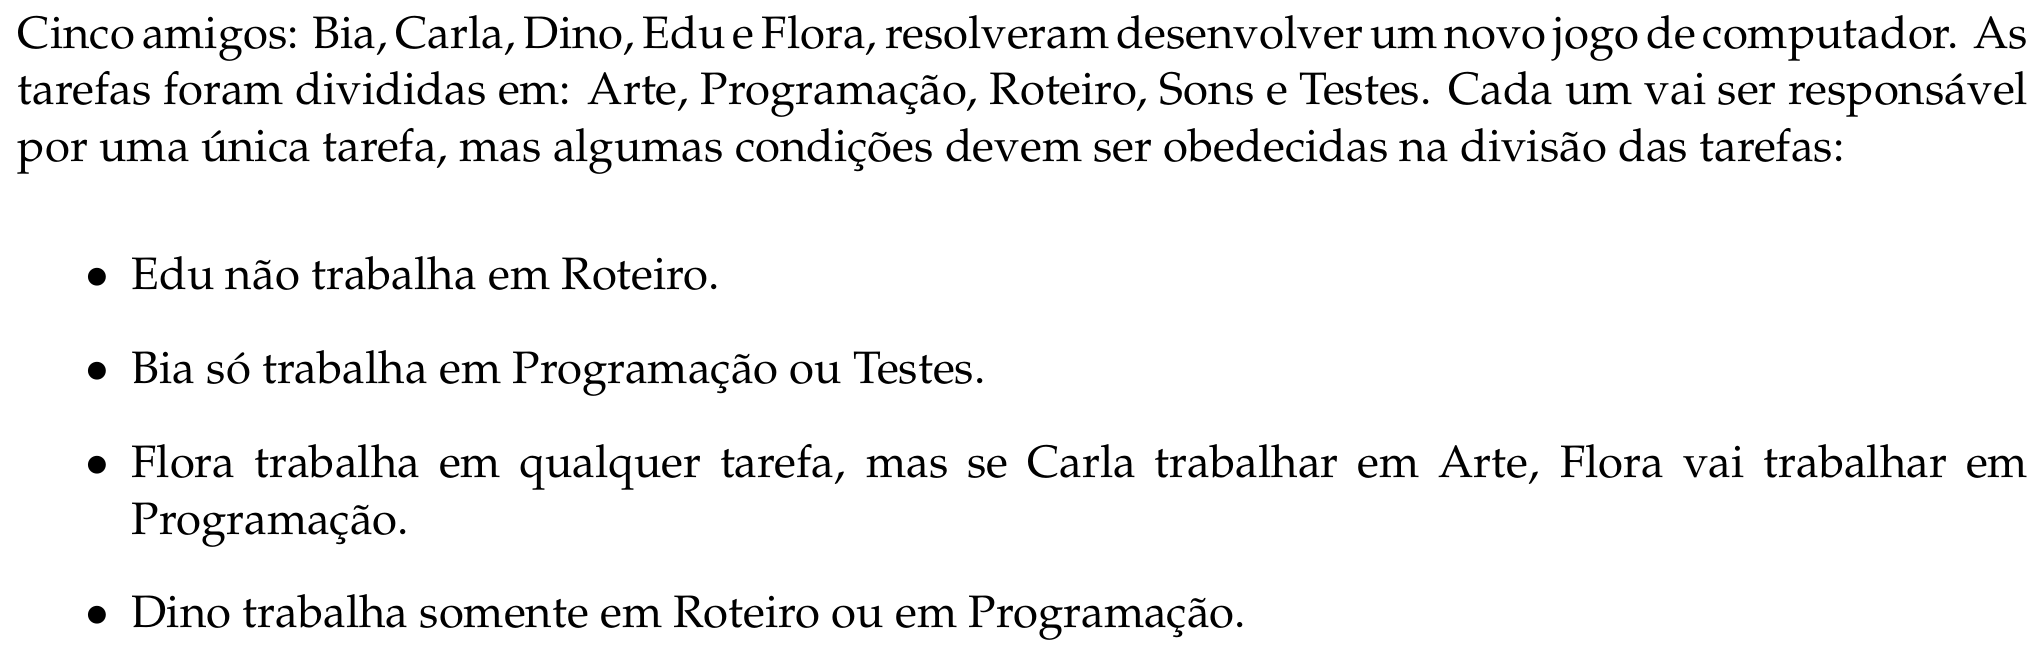 Cinco amigos: Bia, Carla, Dino, Edu e Flora, resolveram desenvolver um novo jogo de computador. As
tarefas foram divididas em: Arte, Programação, Roteiro, Sons e Testes. Cada um vai ser responsável
por uma única tarefa, mas algumas condições devem ser obedecidas na divisão das tarefas:
• Edu não trabalha em Roteiro.
• Bia só trabalha em Programação ou Testes.
• Flora trabalha em qualquer tarefa, mas se Carla trabalhar em Arte, Flora vai trabalhar em
Programação.
• Dino trabalha somente em Roteiro ou em Programação.